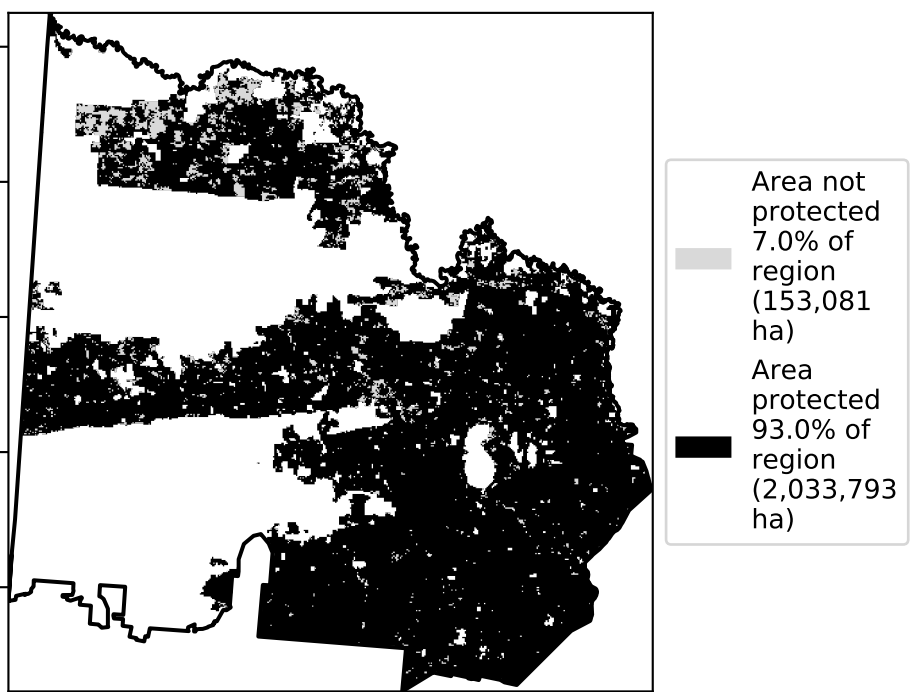 Area not
protected
7.0% of
region
(153,081
ha)
Area
protected
93.0% of
region
(2,033,793
ha)